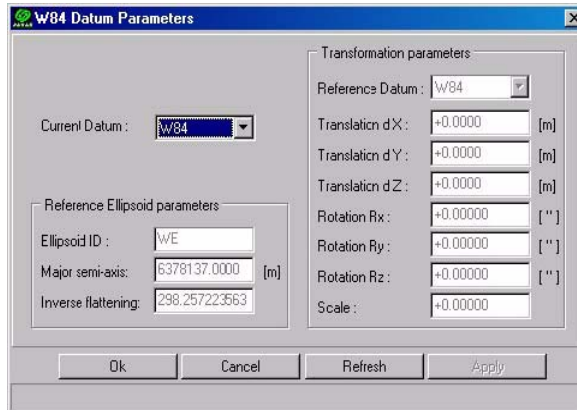 W84 Datum Parameters
Current Datum : W84
Reference Ellipsoid parameters
Ellipsoid ID : WE
Major semi-axis: 6378137.0000 [m]
Inverse flattening: 298.257223563
Transformation parameters
Reference Datum : W84
Translation dX : +0.0000 [m]
Translation dY : +0.0000 [m]
Translation dZ : +0.0000 [m]
Rotation Rx : +0.00000 ["]
Rotation Ry : +0.00000 ["]
Rotation Rz : +0.00000 ["]
Scale : +0.00000
Ok Cancel Refresh Apply